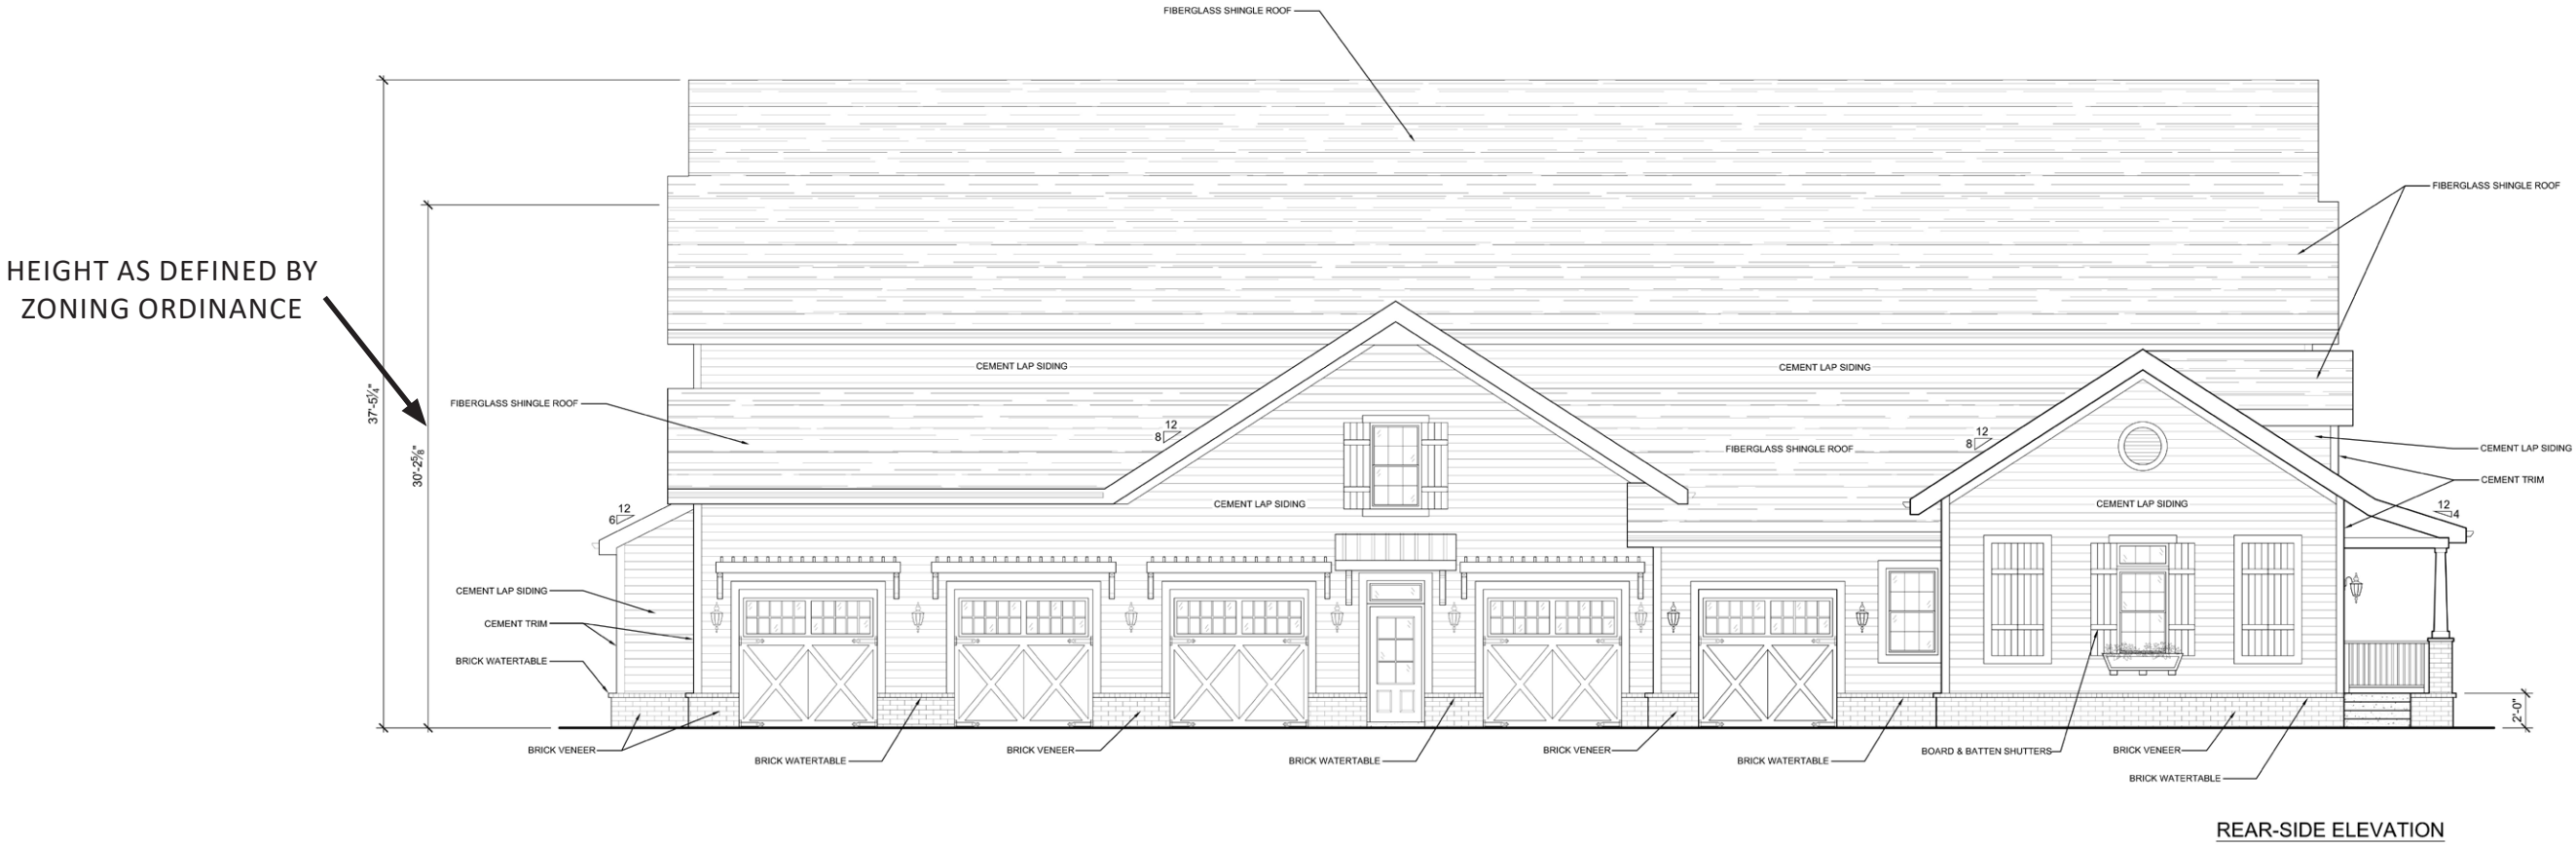 FIBERGLASS SHINGLE ROOF
FIBERGLASS SHINGLE ROOF
HEIGHT AS DEFINED BY
ZONING ORDINANCE
37'-5¼"
30'-2⅝"
CEMENT LAP SIDING
CEMENT LAP SIDING
FIBERGLASS SHINGLE ROOF
12
8
12
8
FIBERGLASS SHINGLE ROOF
CEMENT LAP SIDING
CEMENT TRIM
CEMENT LAP SIDING
CEMENT LAP SIDING
12
6
12
4
CEMENT LAP SIDING
CEMENT TRIM
BRICK WATERTABLE
2'-0"
BRICK VENEER
BRICK WATERTABLE
BRICK VENEER
BRICK WATERTABLE
BRICK VENEER
BRICK WATERTABLE
BOARD & BATTEN SHUTTERS
BRICK VENEER
BRICK WATERTABLE
REAR-SIDE ELEVATION